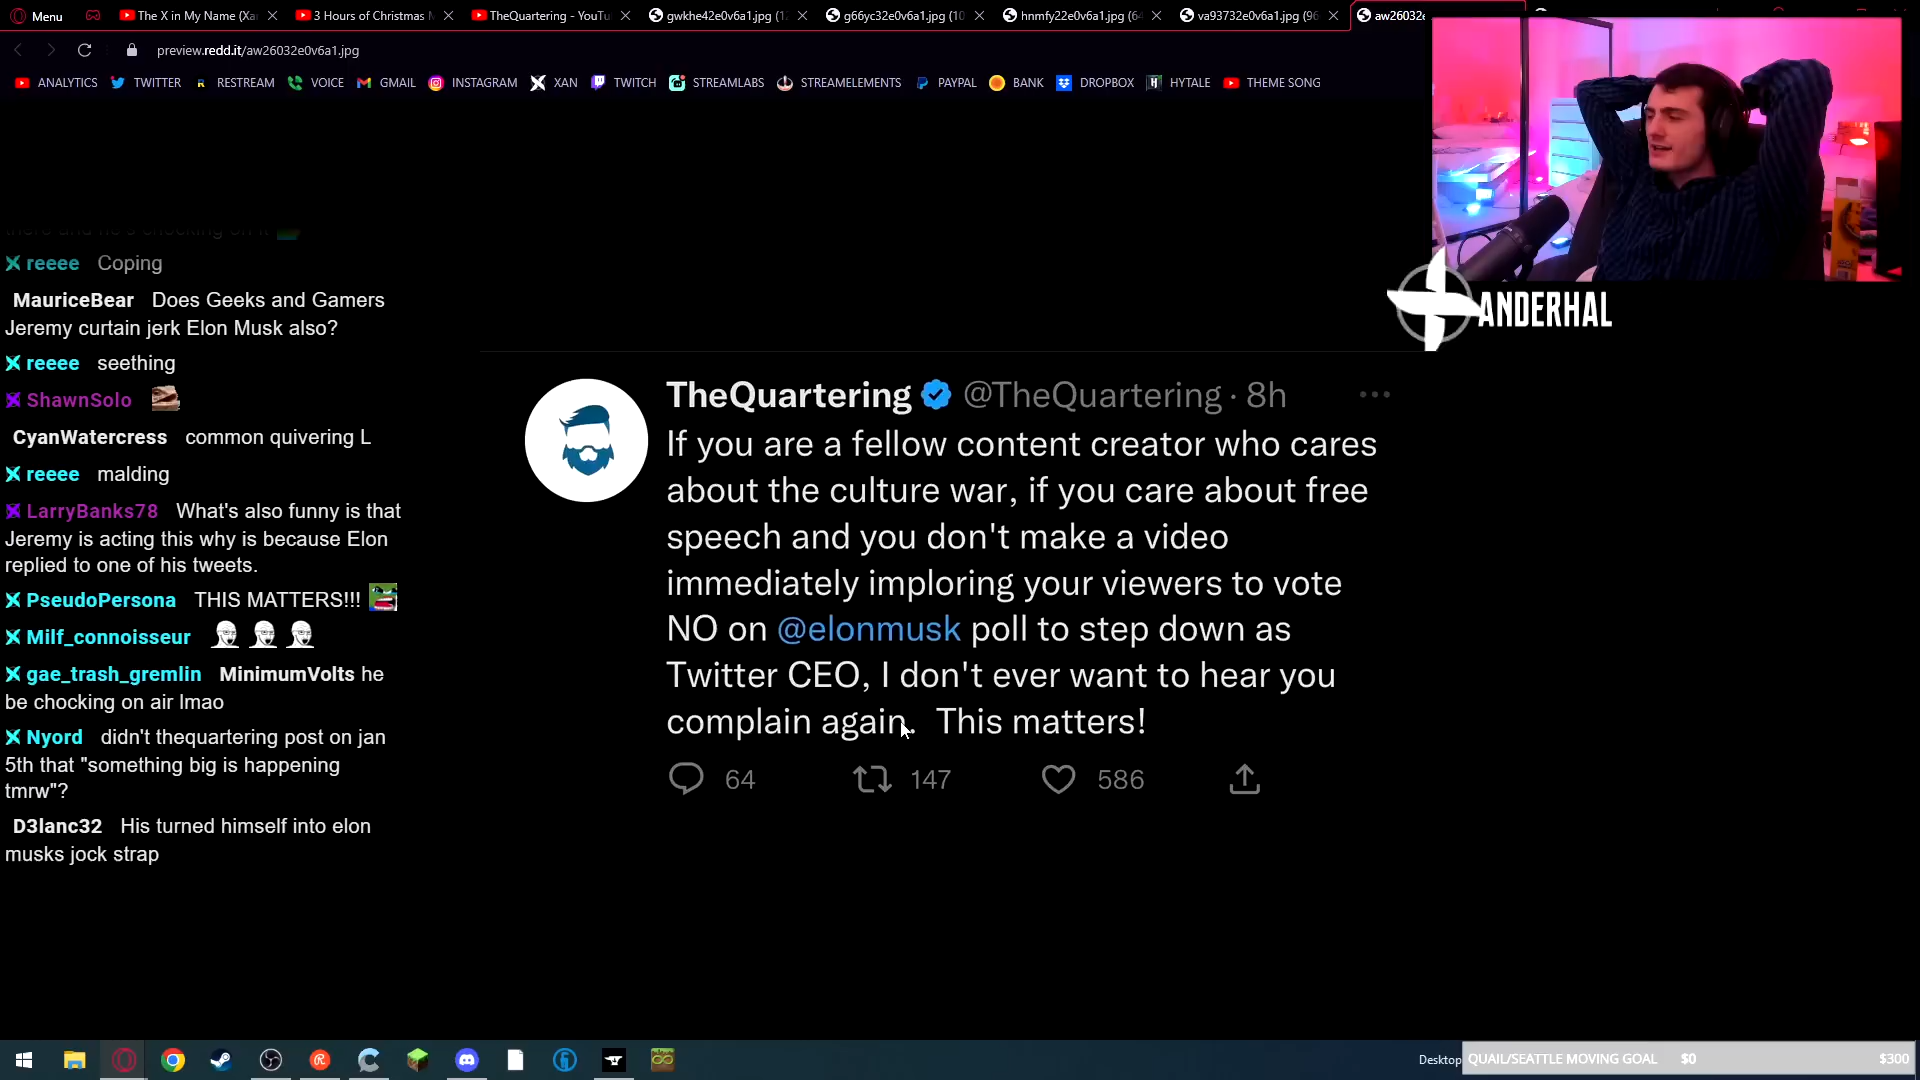 Menu
The X in My Name (Xa
3 Hours of Christmas M
TheQuartering - YouTu
gwkhe42e0v6a1.jpg (1
g66yc32e0v6a1.jpg (10
hnmfy22e0v6a1.jpg (64
va93732e0v6a1.jpg (96
aw26032e
preview.redd.it/aw26032e0v6a1.jpg
ANALYTICS TWITTER RESTREAM VOICE GMAIL INSTAGRAM XAN TWITCH STREAMLABS STREAMELEMENTS PAYPAL BANK DROPBOX HYTALE THEME SONG
ANDERHAL
reeee Coping
MauriceBear Does Geeks and Gamers
Jeremy curtain jerk Elon Musk also?
reeee seething
ShawnSolo
CyanWatercress common quivering L
reeee malding
LarryBanks78 What's also funny is that
Jeremy is acting this why is because Elon
replied to one of his tweets.
PseudoPersona THIS MATTERS!!!
Milf_connoisseur
gae_trash_gremlin MinimumVolts he
be chocking on air lmao
Nyord didn't thequartering post on jan
5th that "something big is happening
tmrw"?
D3lanc32 His turned himself into elon
musks jock strap
TheQuartering @TheQuartering · 8h
If you are a fellow content creator who cares
about the culture war, if you care about free
speech and you don't make a video
immediately imploring your viewers to vote
NO on @elonmusk poll to step down as
Twitter CEO, I don't ever want to hear you
complain again. This matters!
64 147 586
Desktop
QUAIL/SEATTLE MOVING GOAL $0 $300